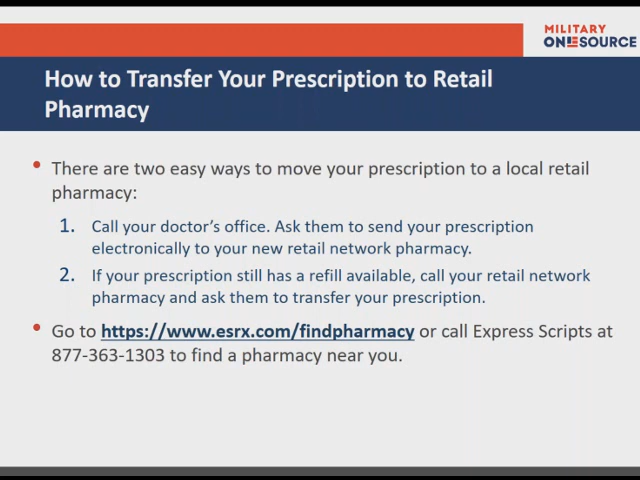 MILITARY
ONESOURCE
How to Transfer Your Prescription to Retail
Pharmacy
• There are two easy ways to move your prescription to a local retail
pharmacy:
1. Call your doctor’s office. Ask them to send your prescription
electronically to your new retail network pharmacy.
2. If your prescription still has a refill available, call your retail network
pharmacy and ask them to transfer your prescription.
• Go to https://www.esrx.com/findpharmacy or call Express Scripts at
877-363-1303 to find a pharmacy near you.